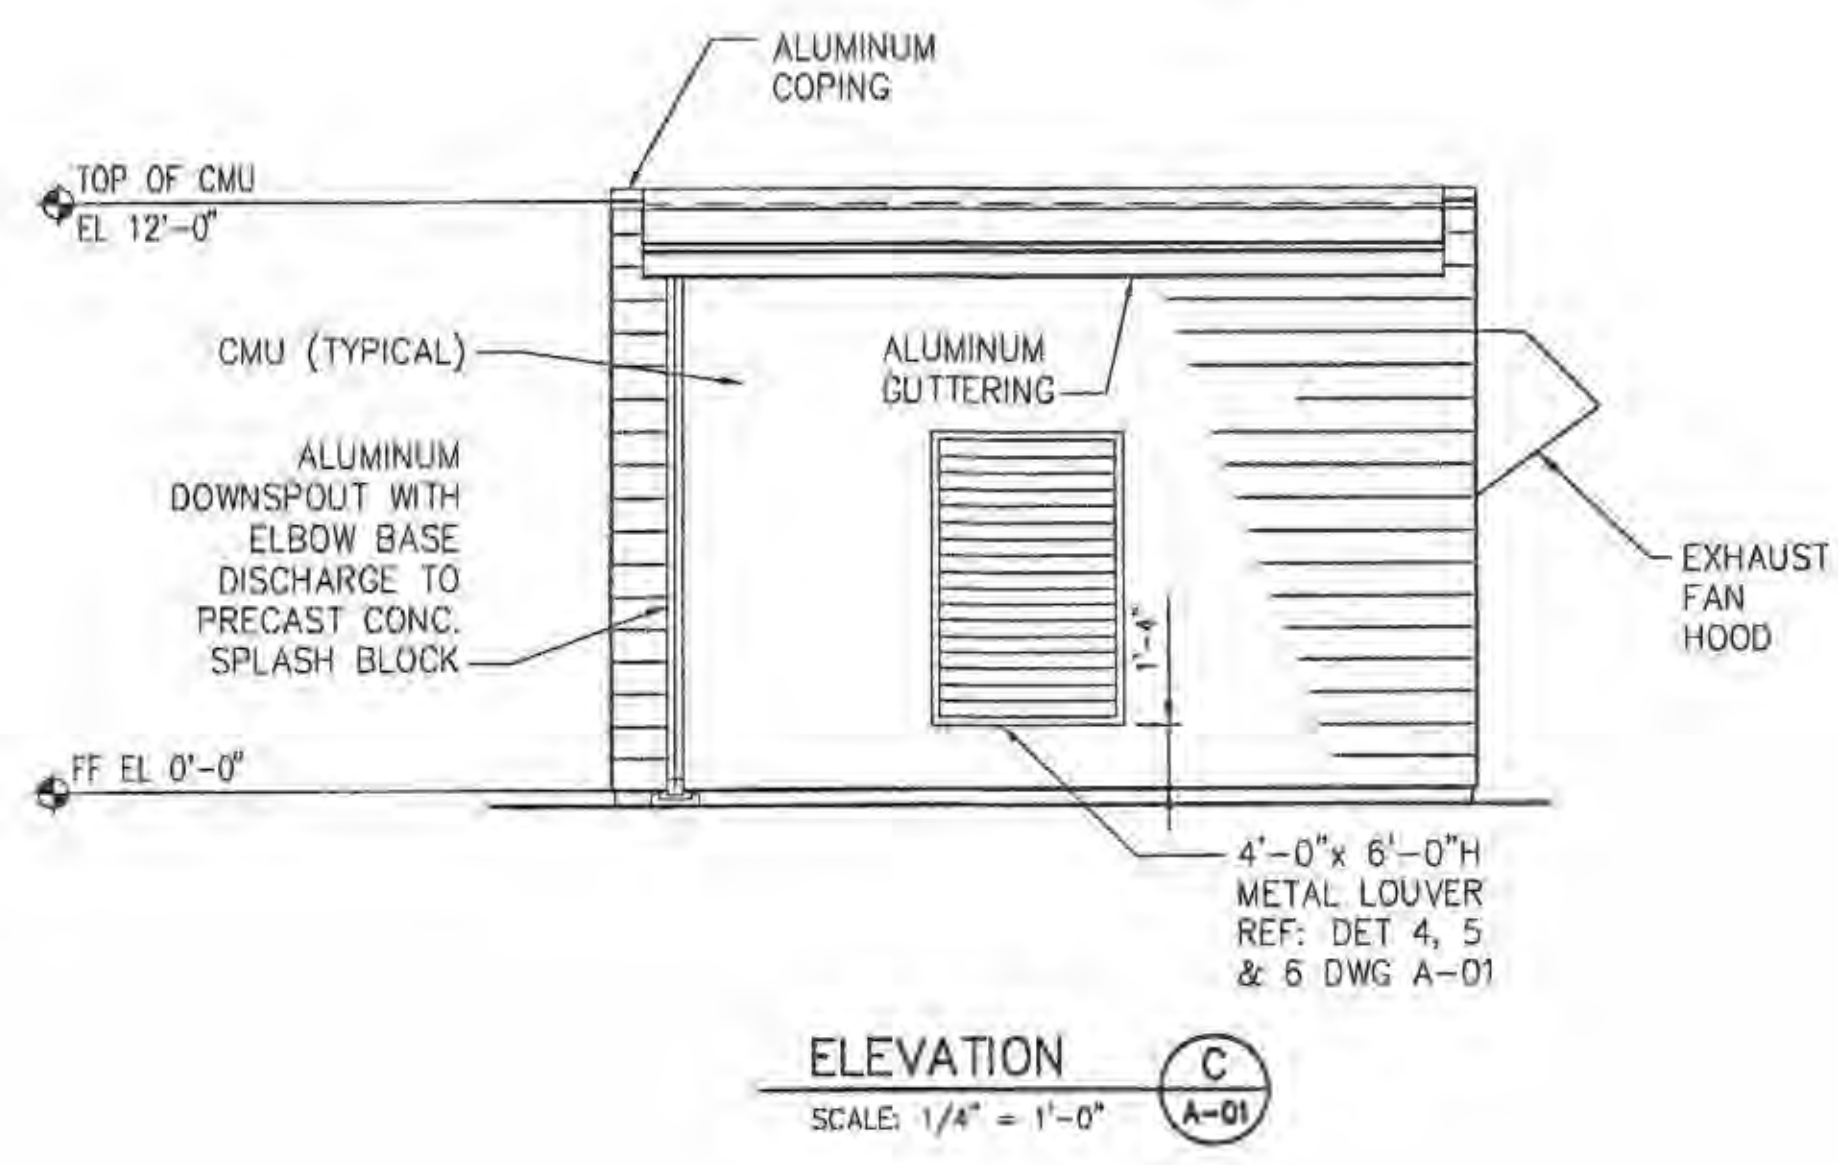 ALUMINUM
COPING
TOP OF CMU
EL 12'-0"
CMU (TYPICAL)
ALUMINUM
GUTTERING
ALUMINUM
DOWNSPOUT WITH
ELBOW BASE
DISCHARGE TO
PRECAST CONC.
SPLASH BLOCK
1'-4"
EXHAUST
FAN
HOOD
FF EL 0'-0"
4'-0"x 6'-0"H
METAL LOUVER
REF: DET 4, 5
& 6 DWG A-01
ELEVATION
SCALE: 1/4" = 1'-0"
C
A-01